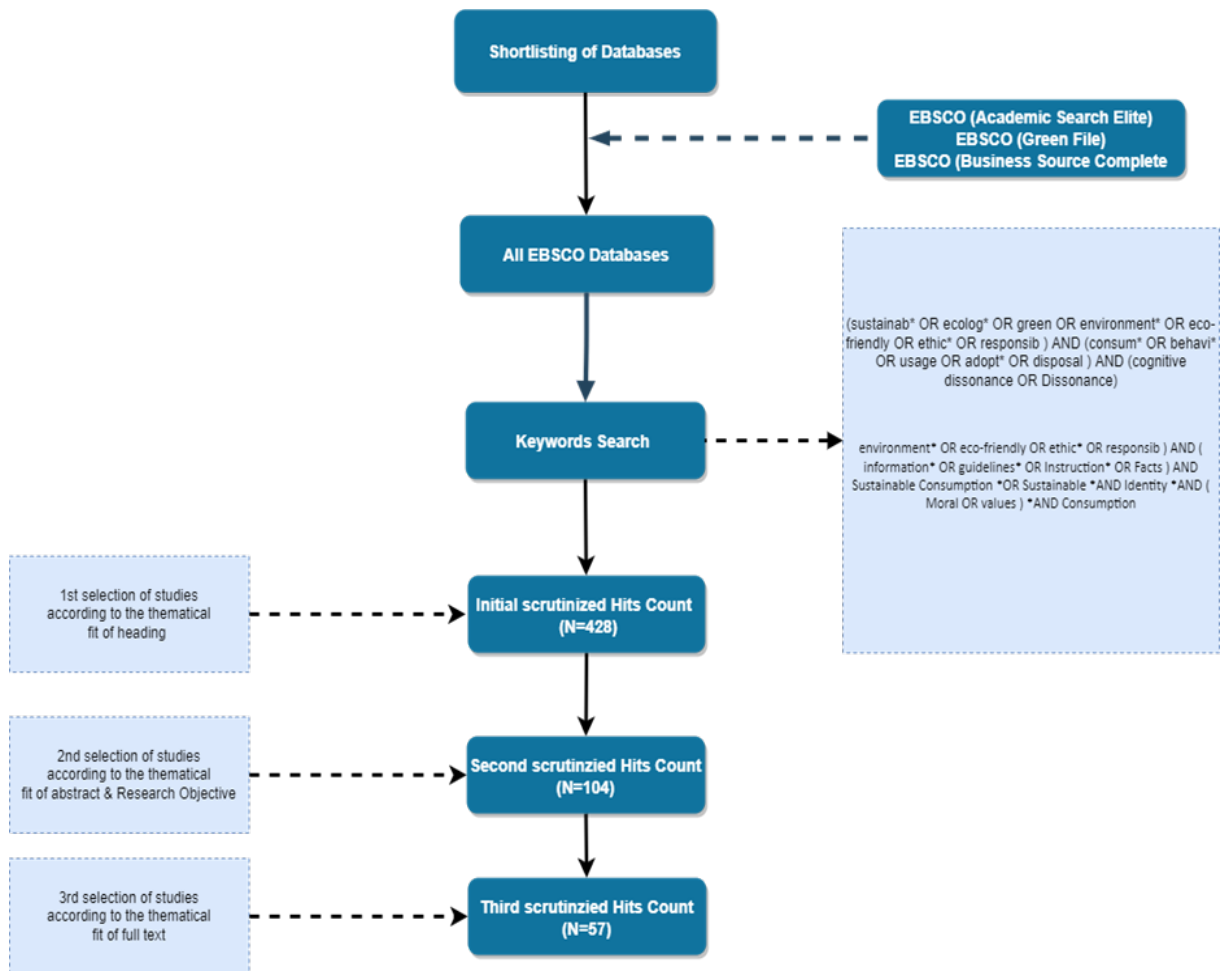 Shortlisting of Databases
EBSCO (Academic Search Elite)
EBSCO (Green File)
EBSCO (Business Source Complete
All EBSCO Databases
(sustainab* OR ecolog* OR green OR environment* OR eco-
friendly OR ethic* OR responsib ) AND (consum* OR behavi*
OR usage OR adopt* OR disposal ) AND (cognitive
dissonance OR Dissonance)
Keywords Search
environment* OR eco-friendly OR ethic* OR responsib ) AND (
information* OR guidelines* OR Instruction* OR Facts ) AND
Sustainable Consumption *OR Sustainable *AND Identity *AND (
Moral OR values ) *AND Consumption
1st selection of studies
according to the thematical
fit of heading
Initial scrutinized Hits Count
(N=428)
2nd selection of studies
according to the thematical
fit of abstract & Research Objective
Second scrutinzied Hits Count
(N=104)
3rd selection of studies
according to the thematical
fit of full text
Third scrutinzied Hits Count
(N=57)